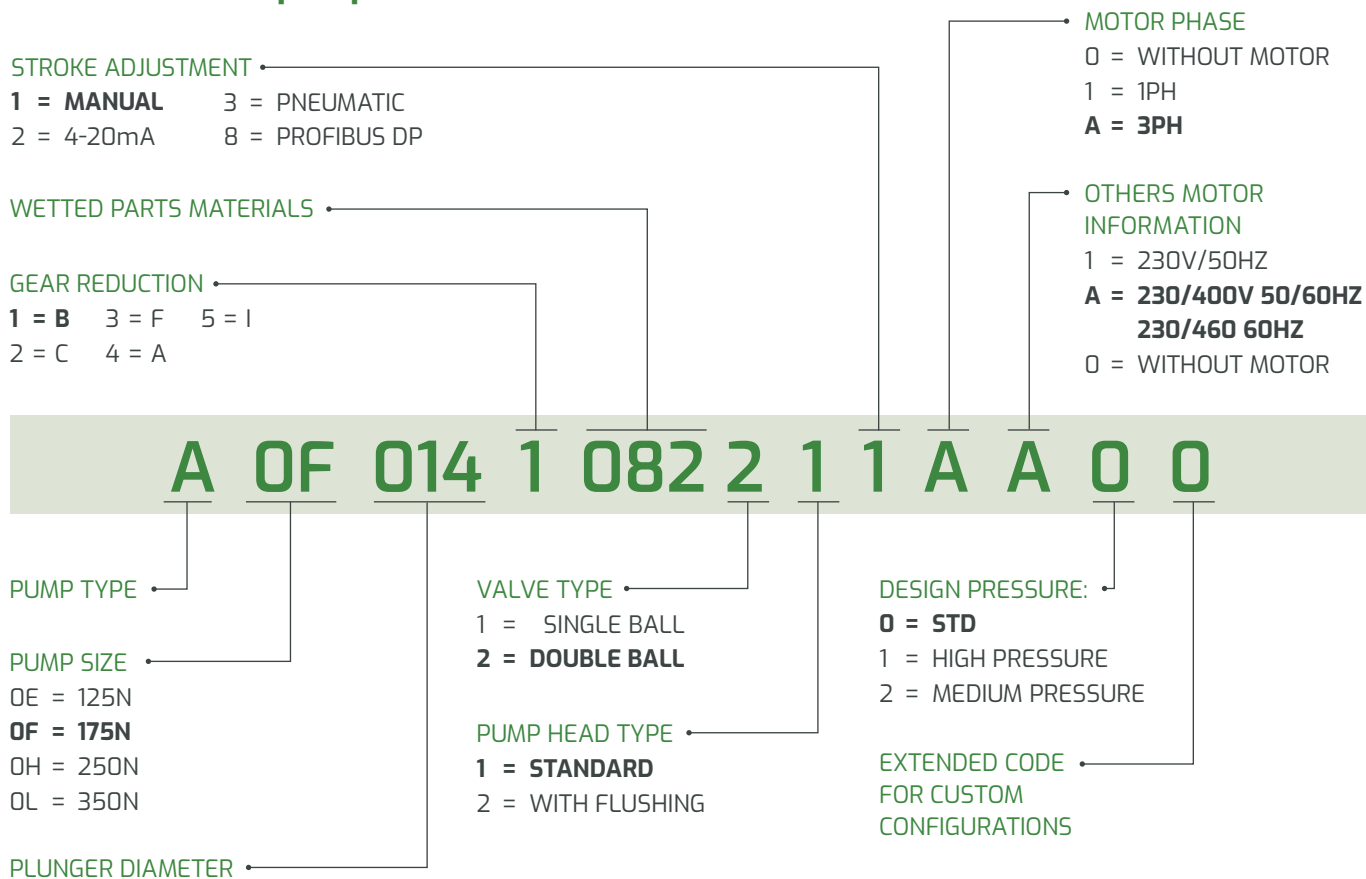 STROKE ADJUSTMENT
1 = MANUAL 3 = PNEUMATIC
2 = 4-20mA 8 = PROFIBUS DP
WETTED PARTS MATERIALS
GEAR REDUCTION
1 = B 3 = F 5 = I
2 = C 4 = A
MOTOR PHASE
0 = WITHOUT MOTOR
1 = 1PH
A = 3PH
OTHERS MOTOR
INFORMATION
1 = 230V/50HZ
A = 230/400V 50/60HZ
230/460 60HZ
0 = WITHOUT MOTOR
A 0F 014 1 082 2 1 1 A A 0 0
PUMP TYPE
PUMP SIZE
0E = 125N
0F = 175N
0H = 250N
0L = 350N
PLUNGER DIAMETER
VALVE TYPE
1 = SINGLE BALL
2 = DOUBLE BALL
PUMP HEAD TYPE
1 = STANDARD
2 = WITH FLUSHING
DESIGN PRESSURE:
0 = STD
1 = HIGH PRESSURE
2 = MEDIUM PRESSURE
EXTENDED CODE
FOR CUSTOM
CONFIGURATIONS